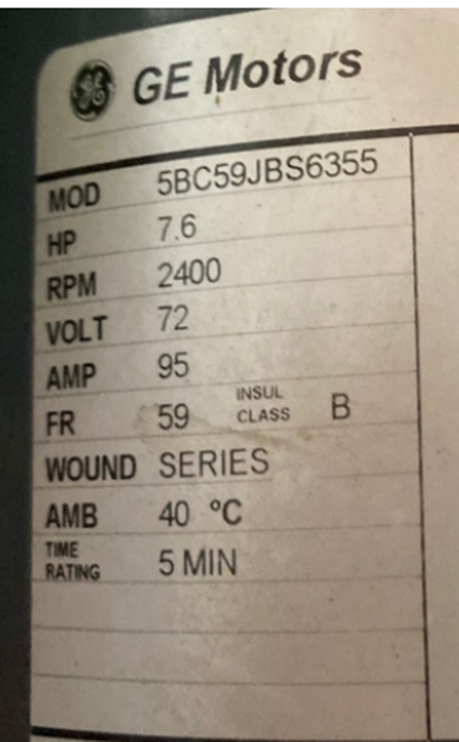 GE Motors
MOD 5BC59JBS6355
HP 7.6
RPM 2400
VOLT 72
AMP 95
FR 59 INSUL CLASS B
WOUND SERIES
AMB 40 °C
TIME RATING 5 MIN